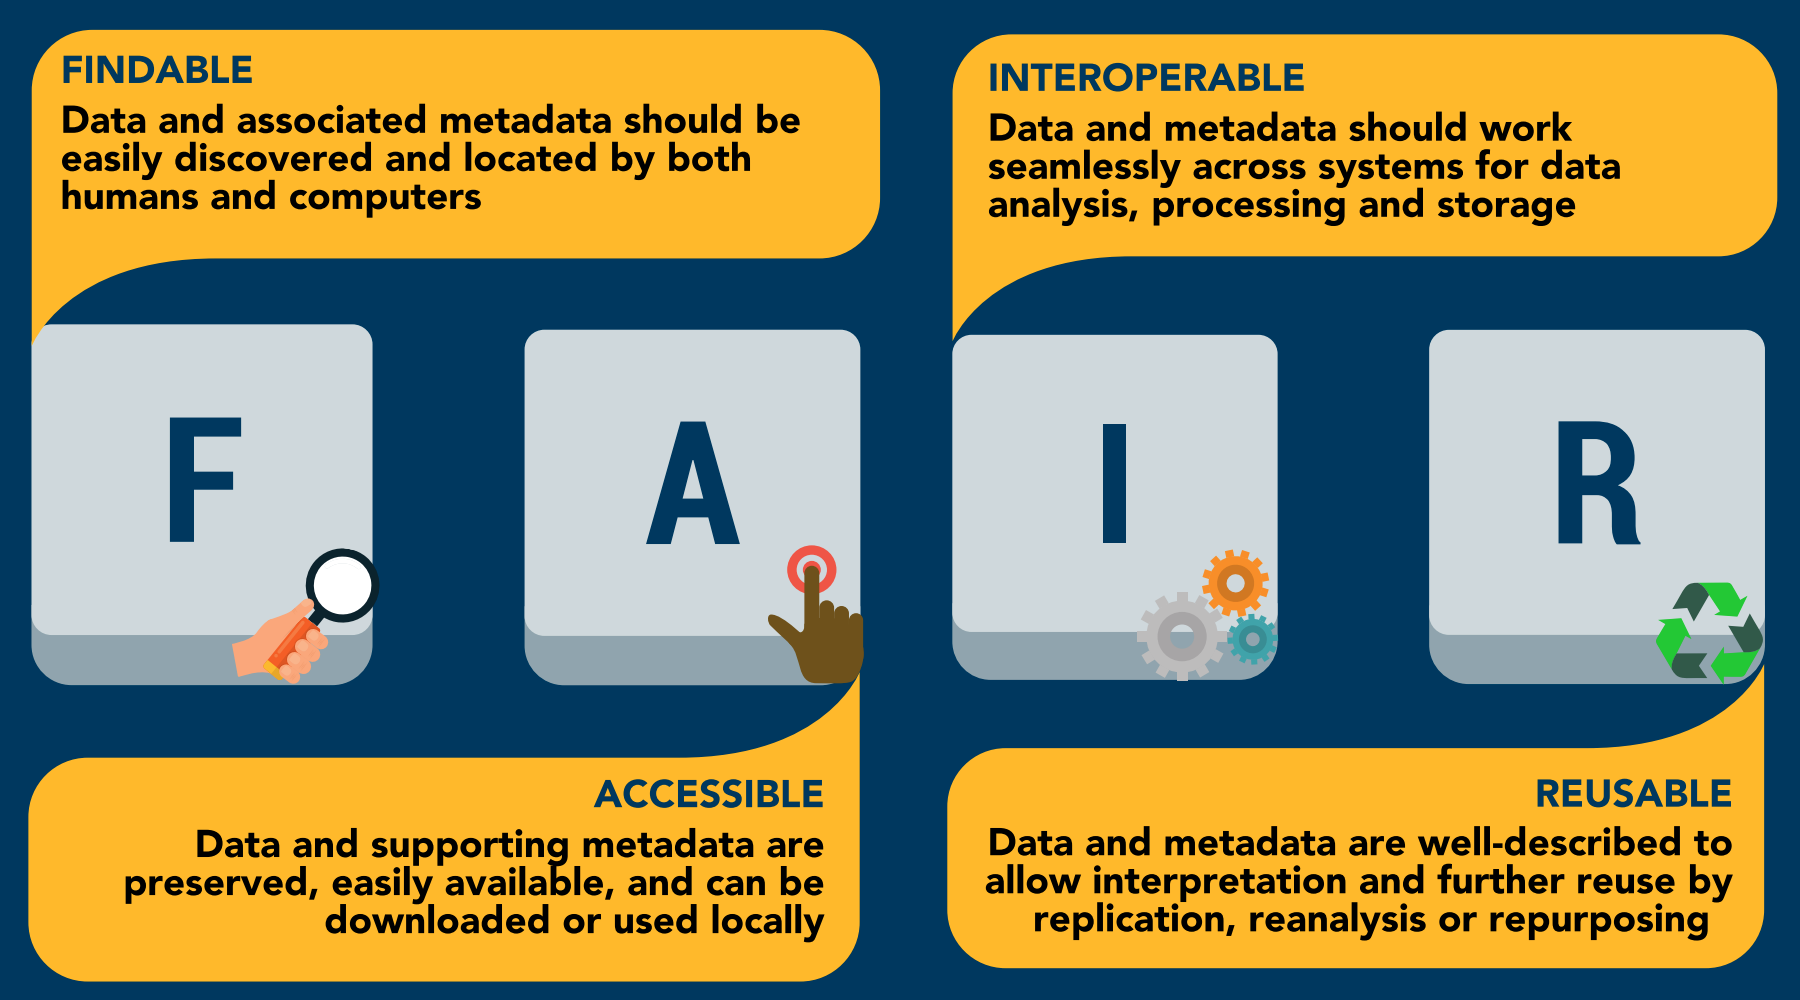 FINDABLE
Data and associated metadata should be
easily discovered and located by both
humans and computers
INTEROPERABLE
Data and metadata should work
seamlessly across systems for data
analysis, processing and storage
F
A
I
R
ACCESSIBLE
Data and supporting metadata are
preserved, easily available, and can be
downloaded or used locally
REUSABLE
Data and metadata are well-described to
allow interpretation and further reuse by
replication, reanalysis or repurposing